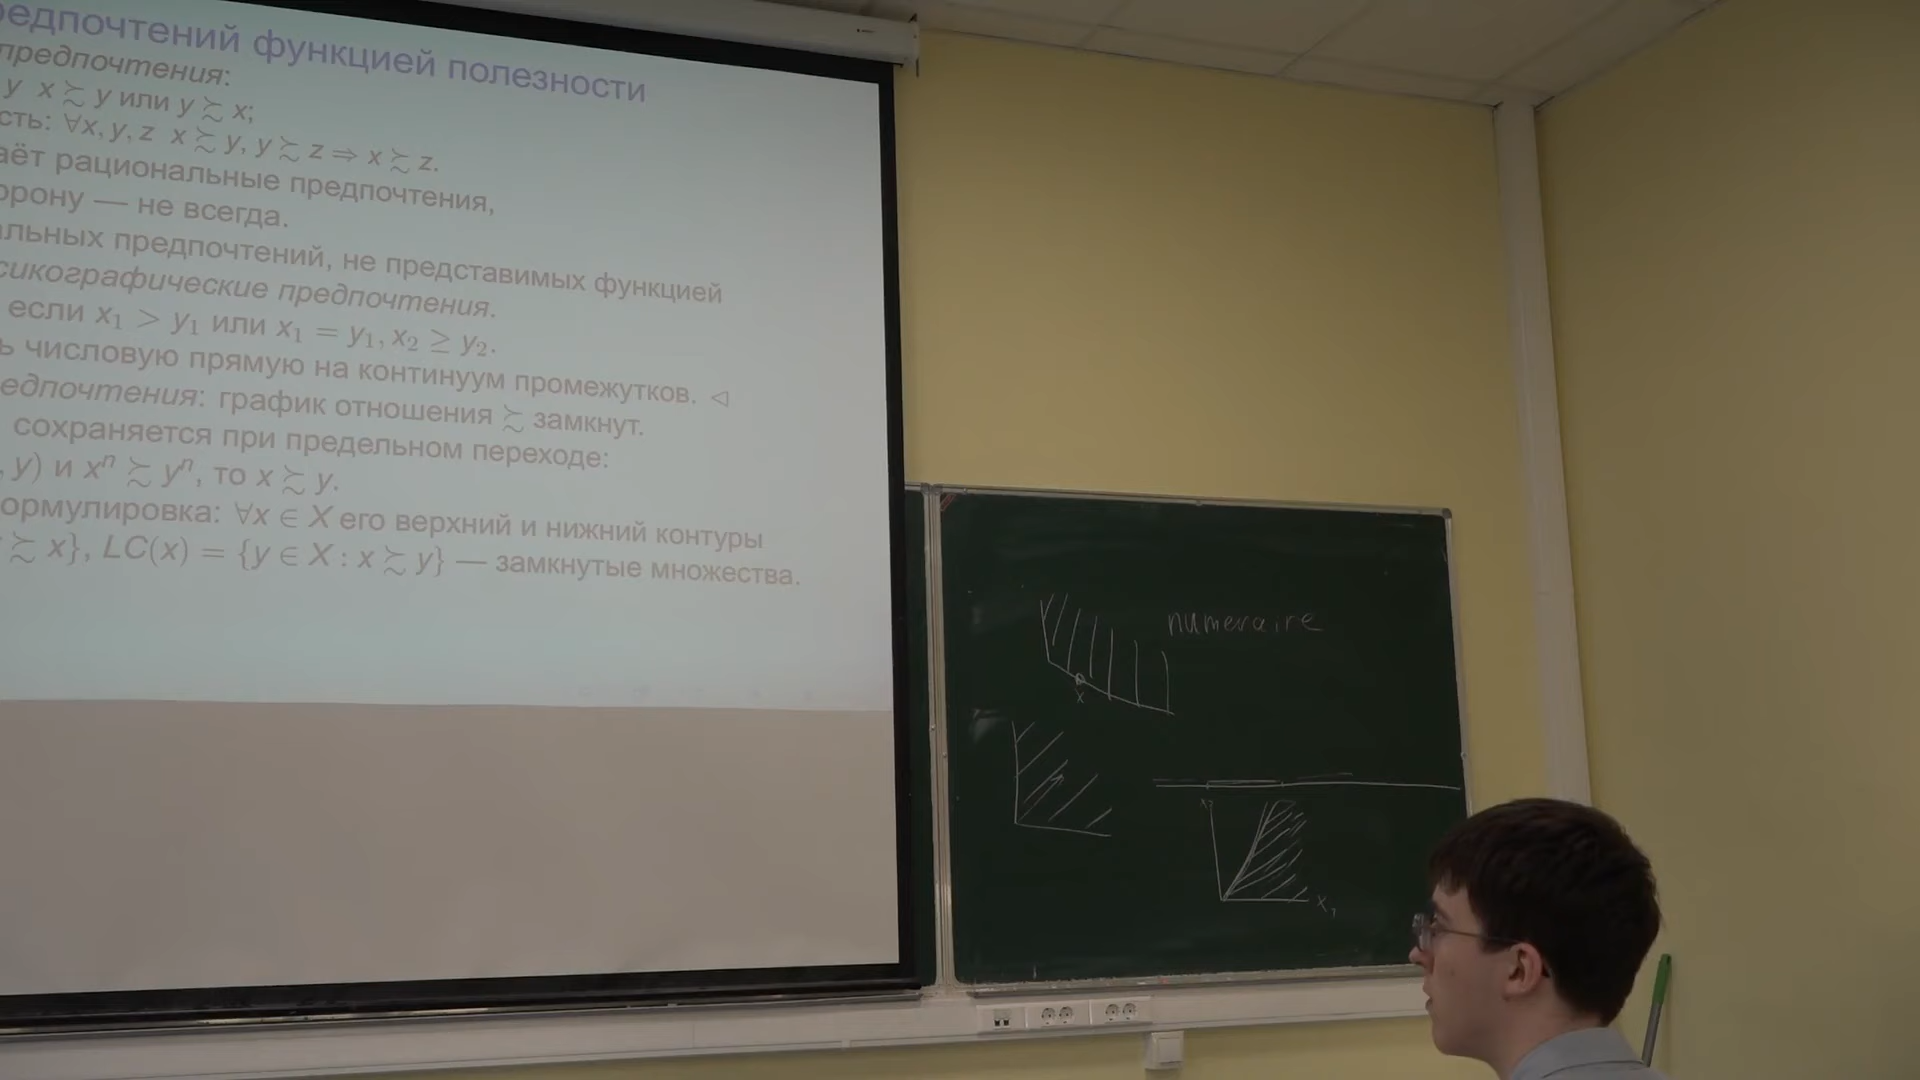 редпочтений функцией полезности
предпочтения:
y x ≿ y или y ≿ x;
сть: ∀x, y, z x ≿ y, y ≿ z ⇒ x ≿ z.
аёт рациональные предпочтения,
орону — не всегда.
альных предпочтений, не представимых функцией
сикографические предпочтения.
если x₁ > y₁ или x₁ = y₁, x₂ ≥ y₂.
ь числовую прямую на континуум промежутков. ◁
едпочтения: график отношения ≿ замкнут.
сохраняется при предельном переходе:
, y) и xⁿ ≿ yⁿ, то x ≿ y.
ормулировка: ∀x ∈ X его верхний и нижний контуры
≿ x}, LC(x) = {y ∈ X : x ≿ y} — замкнутые множества.
numeraire
x
x₂
x₁